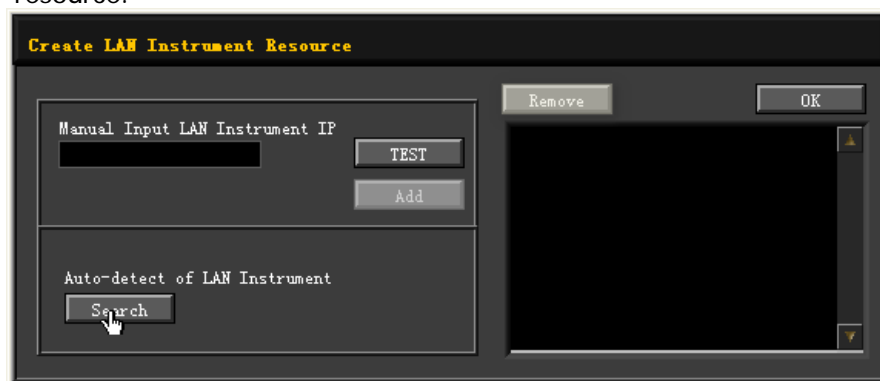 resource.
Create LAN Instrument Resource
Manual Input LAN Instrument IP
TEST
Add
Auto-detect of LAN Instrument
Search
Remove
OK